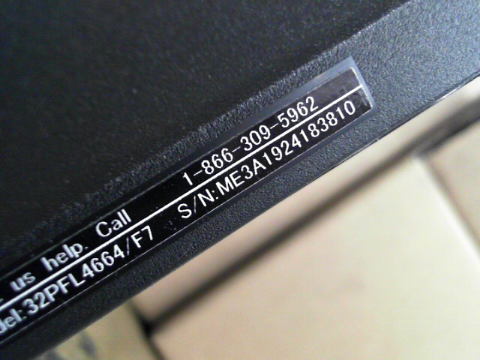 us help. Call 1-866-309-5962
del:32PFL4664/F7 S/N:ME3A1924183810